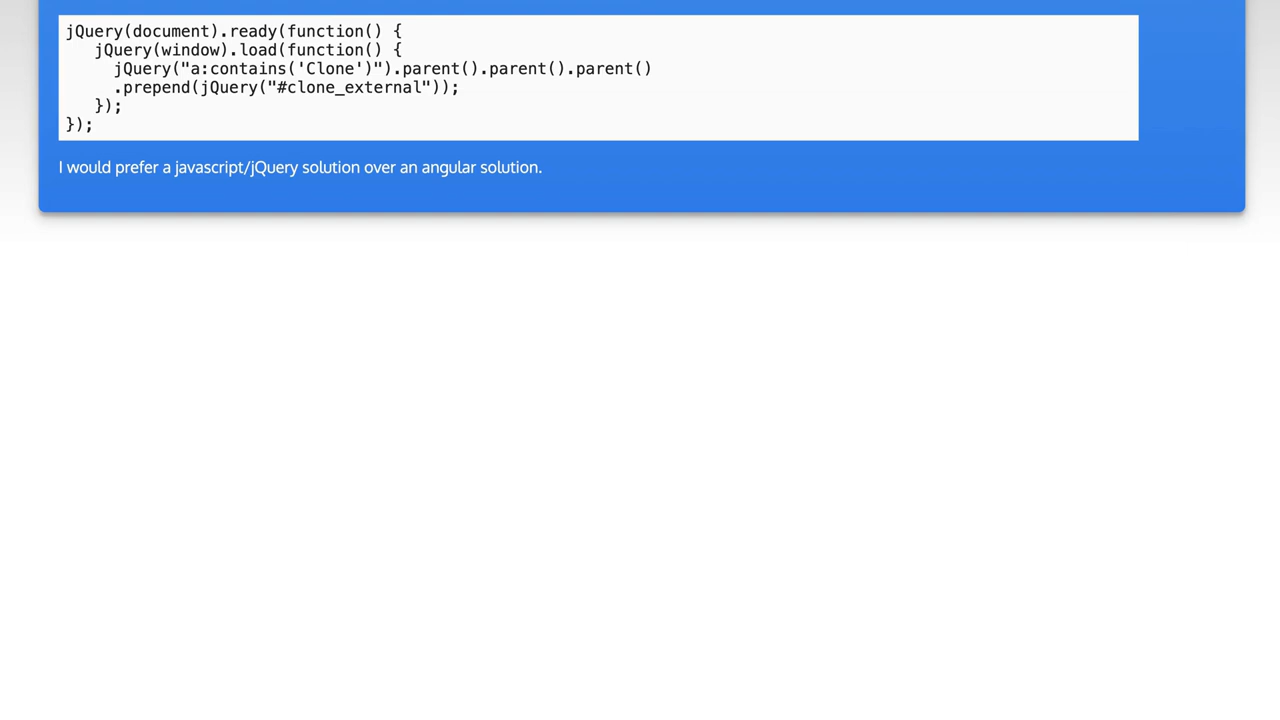 jQuery(document).ready(function() {
   jQuery(window).load(function() {
     jQuery("a:contains('Clone')").parent().parent().parent()
     .prepend(jQuery("#clone_external"));
   });
});
I would prefer a javascript/jQuery solution over an angular solution.